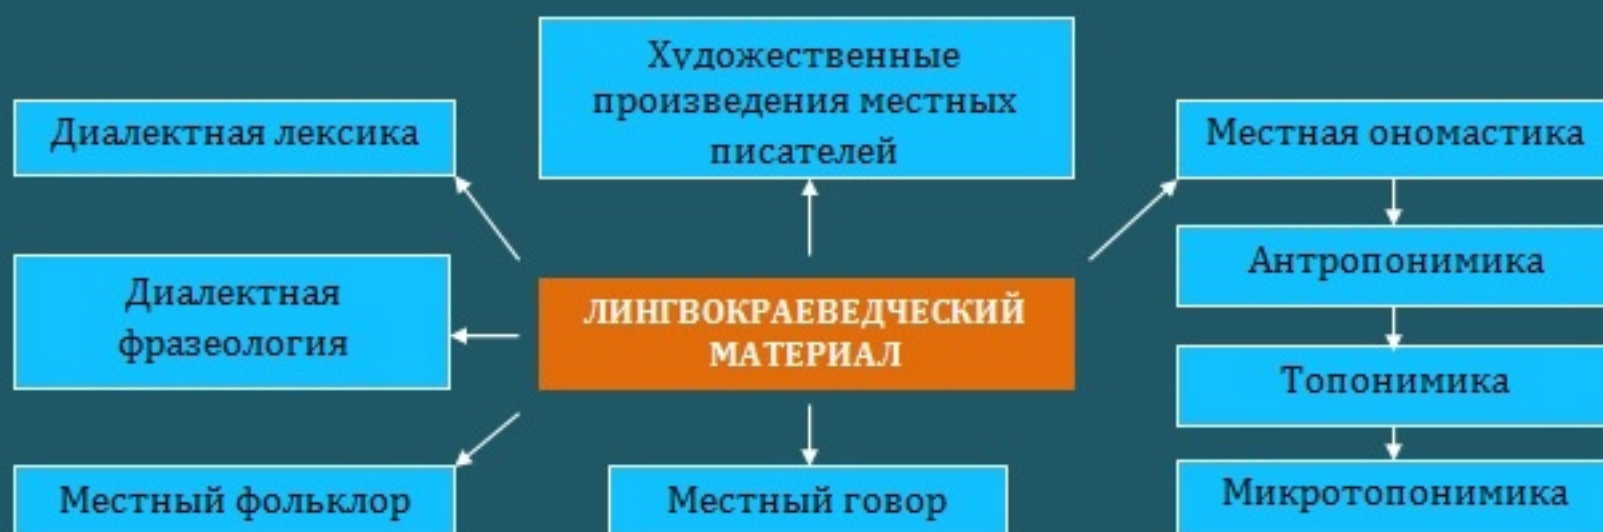 Художественные
произведения местных
писателей
Диалектная лексика
Местная ономастика
Диалектная
фразеология
Антропонимика
ЛИНГВОКРАЕВЕДЧЕСКИЙ
МАТЕРИАЛ
Топонимика
Местный фольклор
Местный говор
Микротопонимика